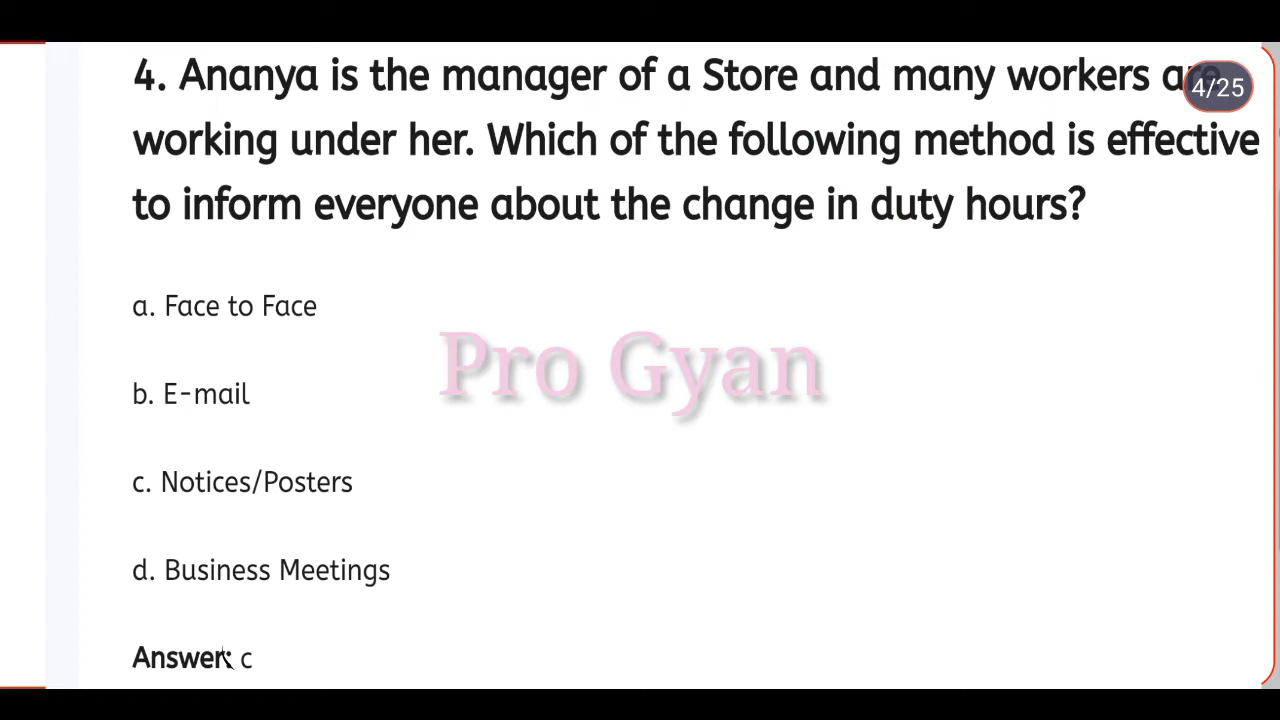 4. Ananya is the manager of a Store and many workers are
4/25
working under her. Which of the following method is effective
to inform everyone about the change in duty hours?
a. Face to Face
Pro Gyan
b. E-mail
c. Notices/Posters
d. Business Meetings
Answer: c